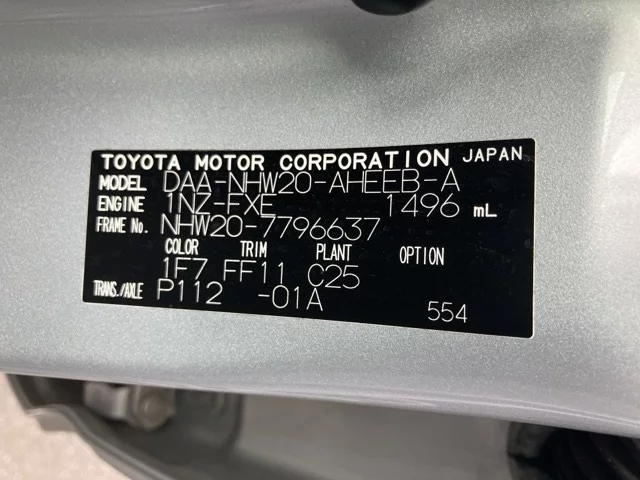 TOYOTA MOTOR CORPORATION JAPAN
MODEL DAA-NHW20-AHEEB-A
ENGINE 1NZ-FXE 1496 mL
FRAME No. NHW20-7796637
COLOR TRIM PLANT OPTION
1F7 FF11 C25
TRANS./AXLE P112 -01A
554